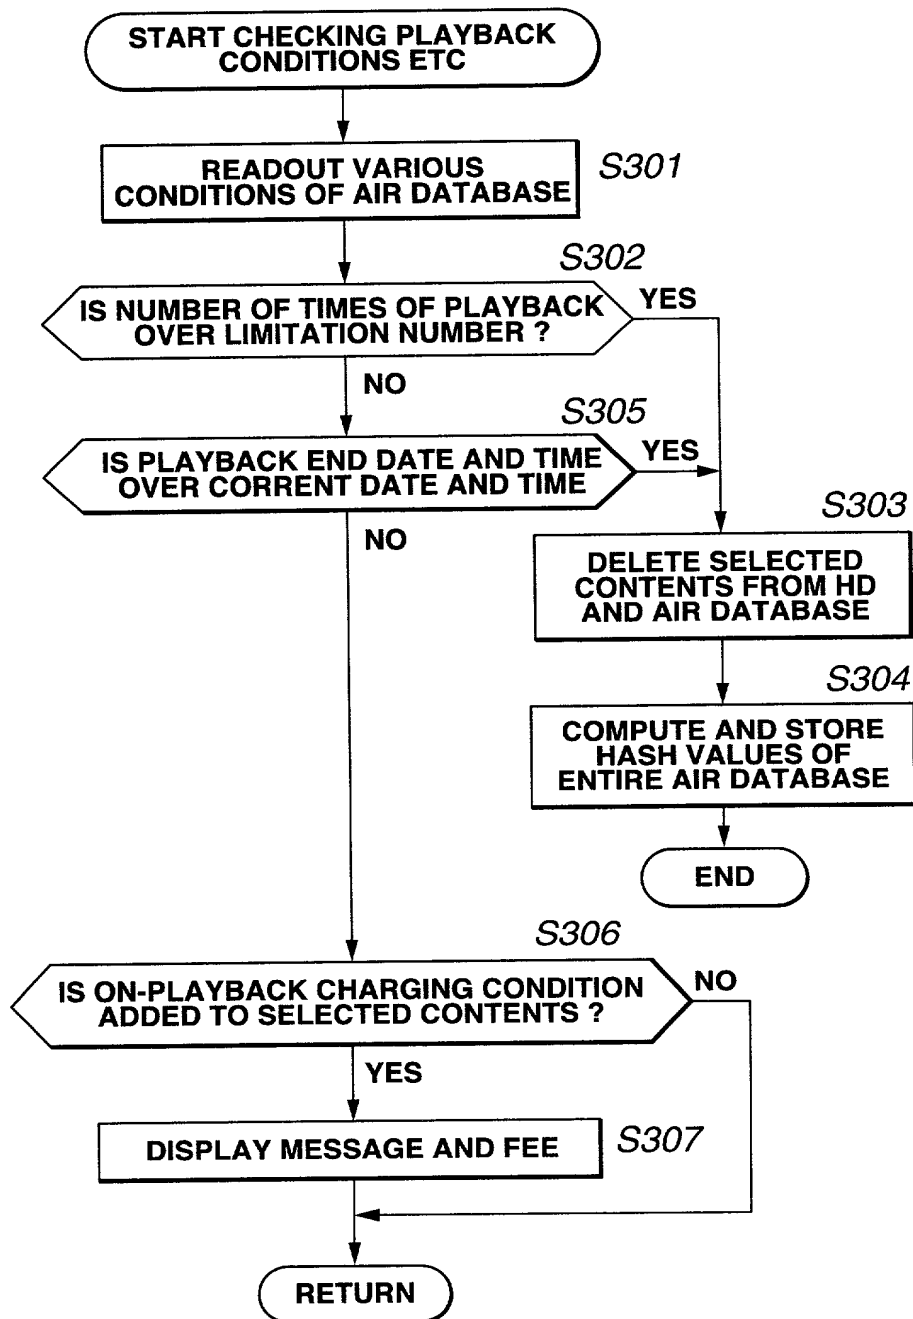 START CHECKING PLAYBACK
CONDITIONS ETC
READOUT VARIOUS
CONDITIONS OF AIR DATABASE
S301
S302
IS NUMBER OF TIMES OF PLAYBACK
OVER LIMITATION NUMBER ?
YES
NO
S305
IS PLAYBACK END DATE AND TIME
OVER CORRENT DATE AND TIME
YES
NO
S303
DELETE SELECTED
CONTENTS FROM HD
AND AIR DATABASE
S304
COMPUTE AND STORE
HASH VALUES OF
ENTIRE AIR DATABASE
END
S306
IS ON-PLAYBACK CHARGING CONDITION
ADDED TO SELECTED CONTENTS ?
NO
YES
DISPLAY MESSAGE AND FEE
S307
RETURN